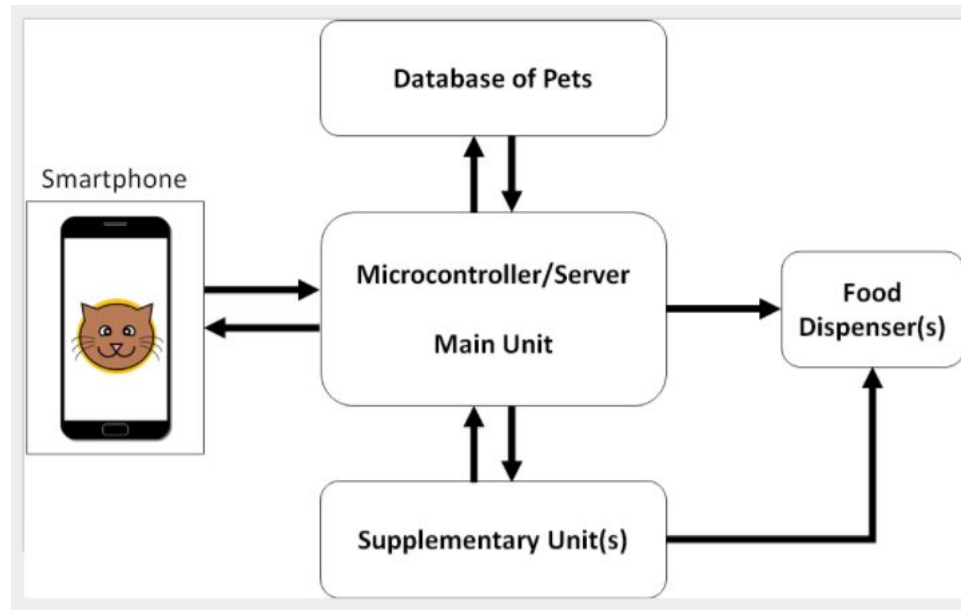 Database of Pets
Smartphone
Microcontroller/Server
Main Unit
Food
Dispenser(s)
Supplementary Unit(s)